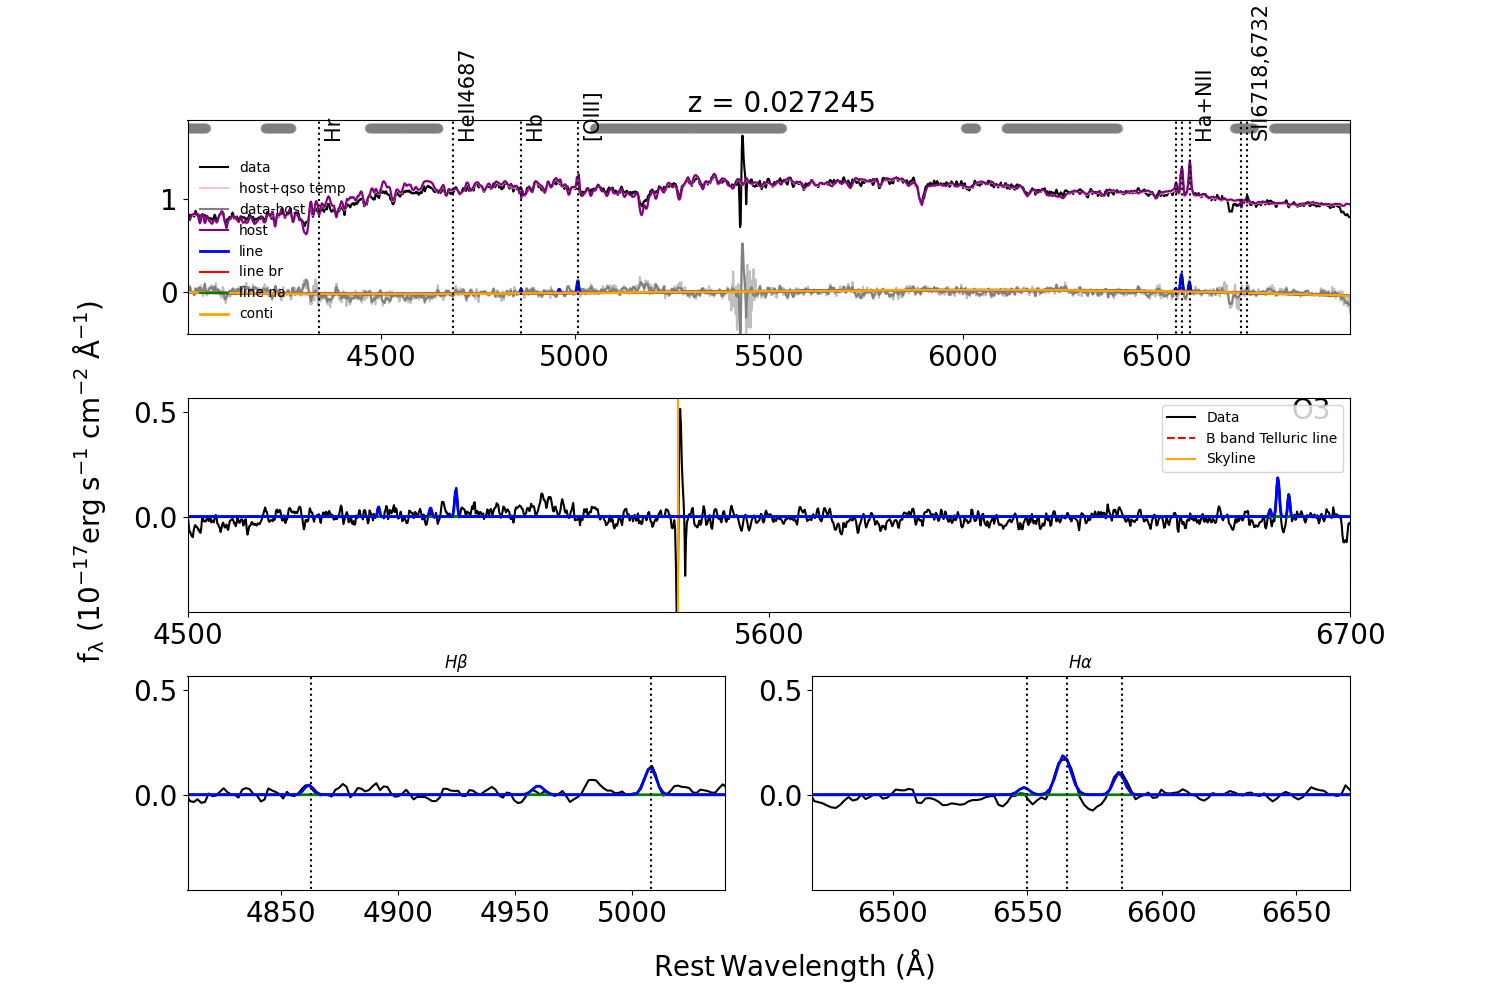 z = 0.027245
Hr
HeII4687
Hb
[OIII]
Ha+NII
SII6718,6732
data
host+qso temp
data-host
host
line
line br
line na
conti
1
0
4500 5000 5500 6000 6500
fλ (10⁻¹⁷erg s⁻¹ cm⁻² Å⁻¹)
O3
Data
B band Telluric line
Skyline
0.5
0.0
4500 5600 6700
Hβ
0.5
0.0
4850 4900 4950 5000
Hα
0.5
0.0
6500 6550 6600 6650
Rest Wavelength (Å)